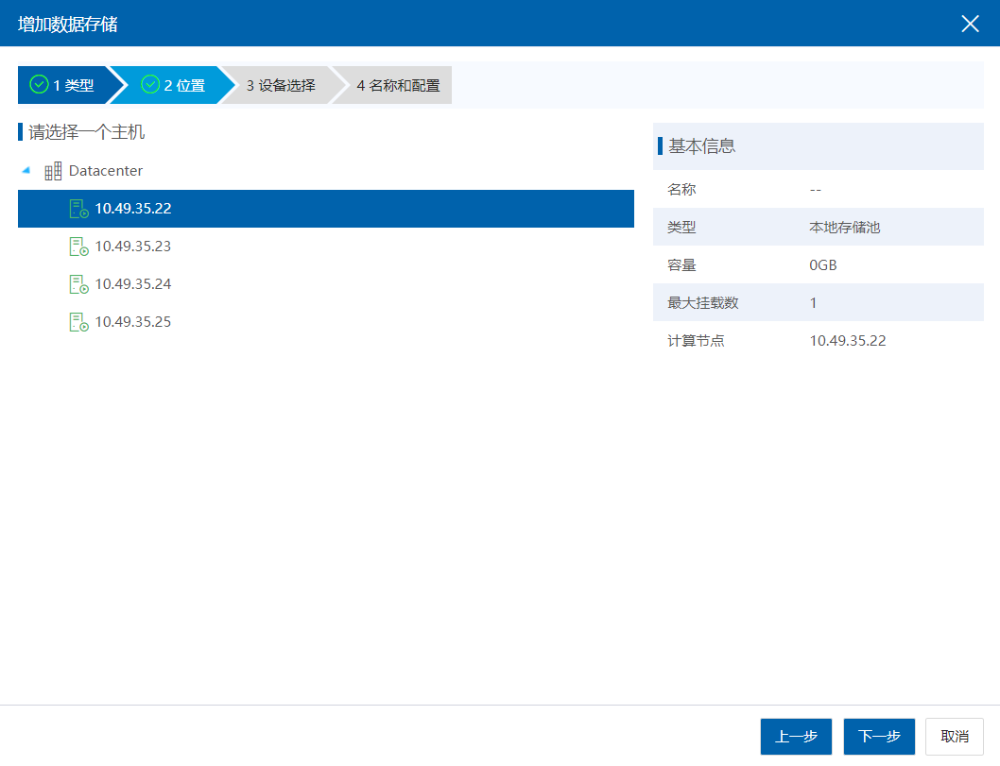 增加数据存储
1 类型
2 位置
3 设备选择
4 名称和配置
请选择一个主机
Datacenter
10.49.35.22
10.49.35.23
10.49.35.24
10.49.35.25
基本信息
名称 --
类型 本地存储池
容量 0GB
最大挂载数 1
计算节点 10.49.35.22
上一步 下一步 取消